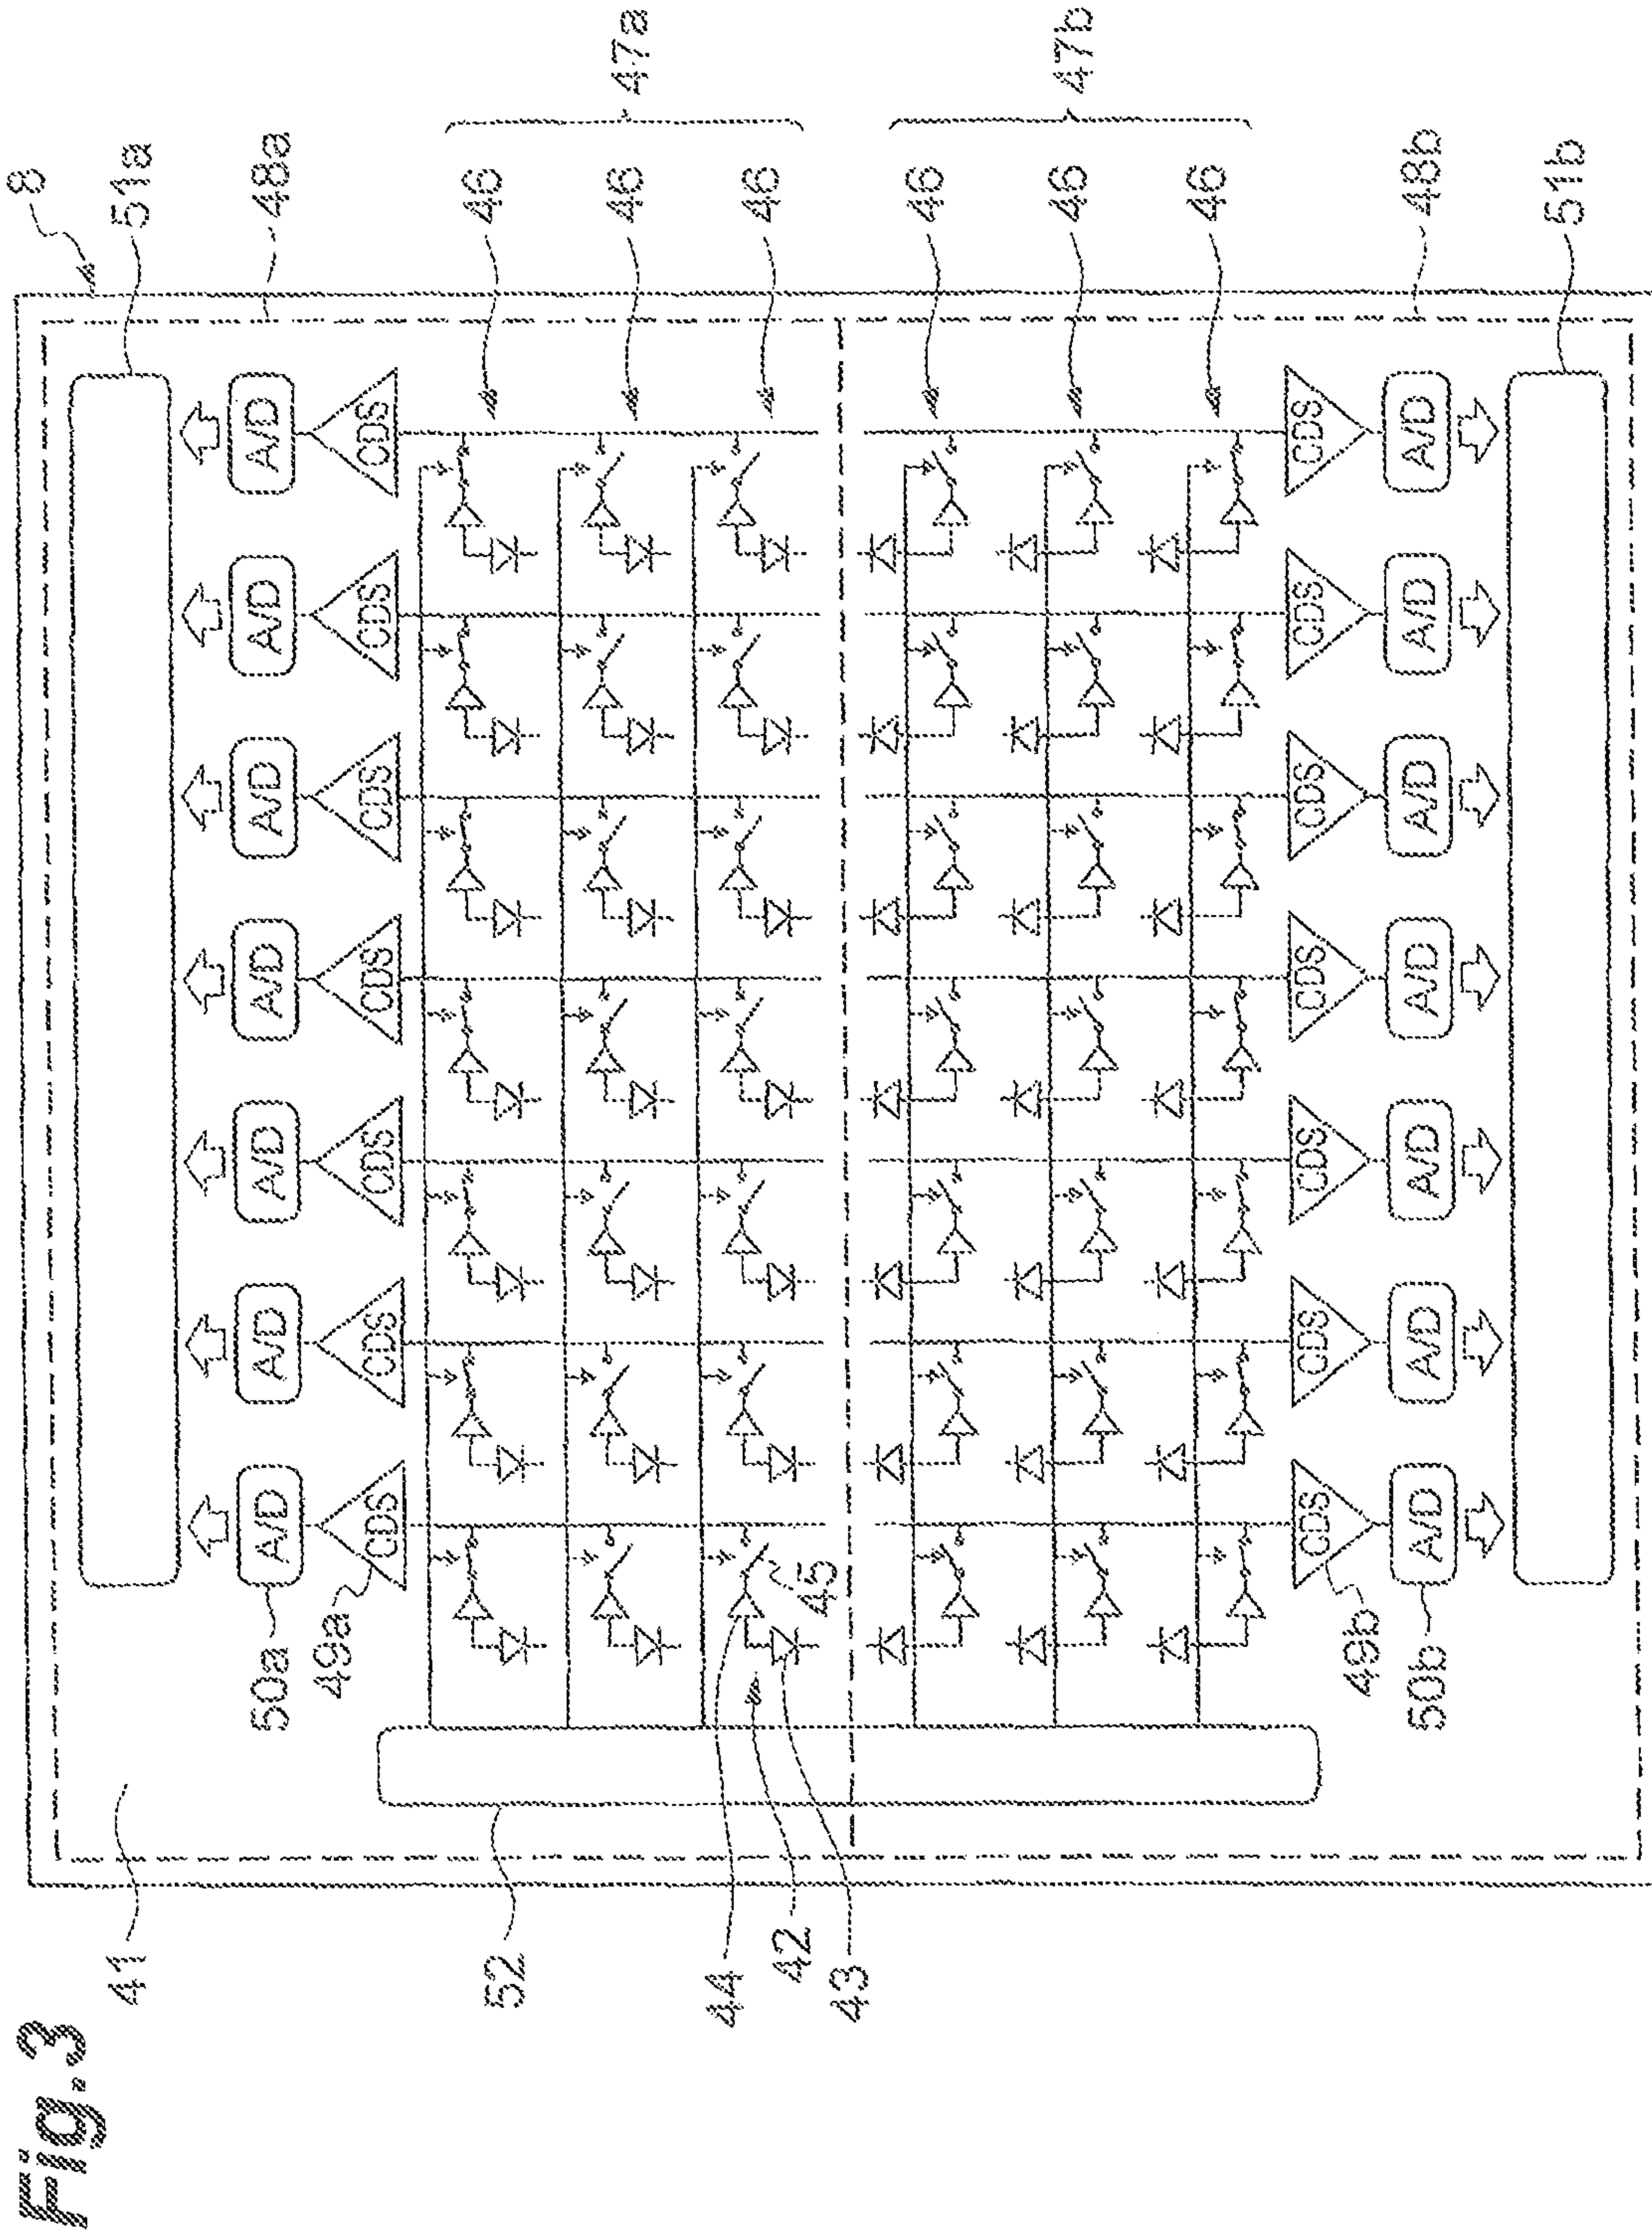 Fig.3
8
41
51a
50a
A/D A/D A/D A/D A/D A/D A/D
48a
49a
CDS CDS CDS CDS CDS CDS CDS
46
52
46
47a
44
46
42
45
43
46
46
47b
46
CDS CDS CDS CDS CDS CDS CDS
49b
A/D A/D A/D A/D A/D A/D A/D
50b
48b
51b